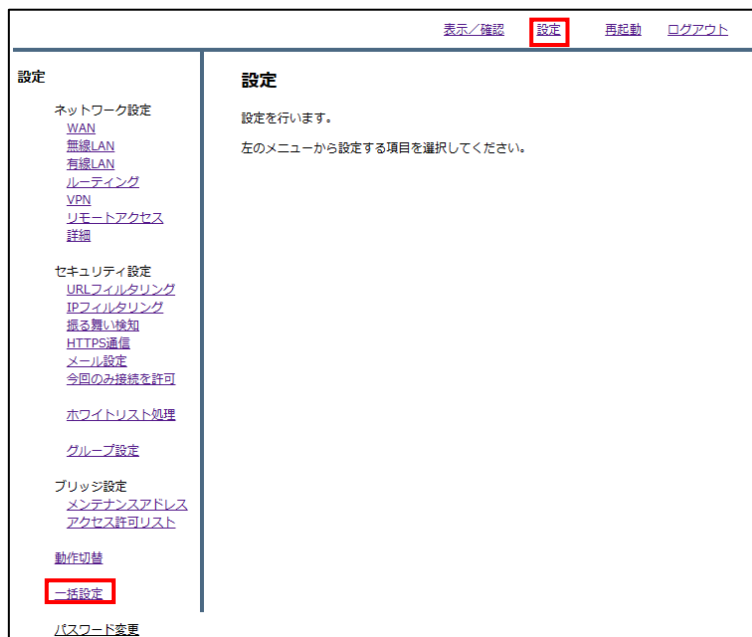 表示／確認 設定 再起動 ログアウト
設定
ネットワーク設定
WAN
無線LAN
有線LAN
ルーティング
VPN
リモートアクセス
詳細
セキュリティ設定
URLフィルタリング
IPフィルタリング
振る舞い検知
HTTPS通信
メール設定
今回のみ接続を許可
ホワイトリスト処理
グループ設定
ブリッジ設定
メンテナンスアドレス
アクセス許可リスト
動作切替
一括設定
パスワード変更
設定
設定を行います。
左のメニューから設定する項目を選択してください。